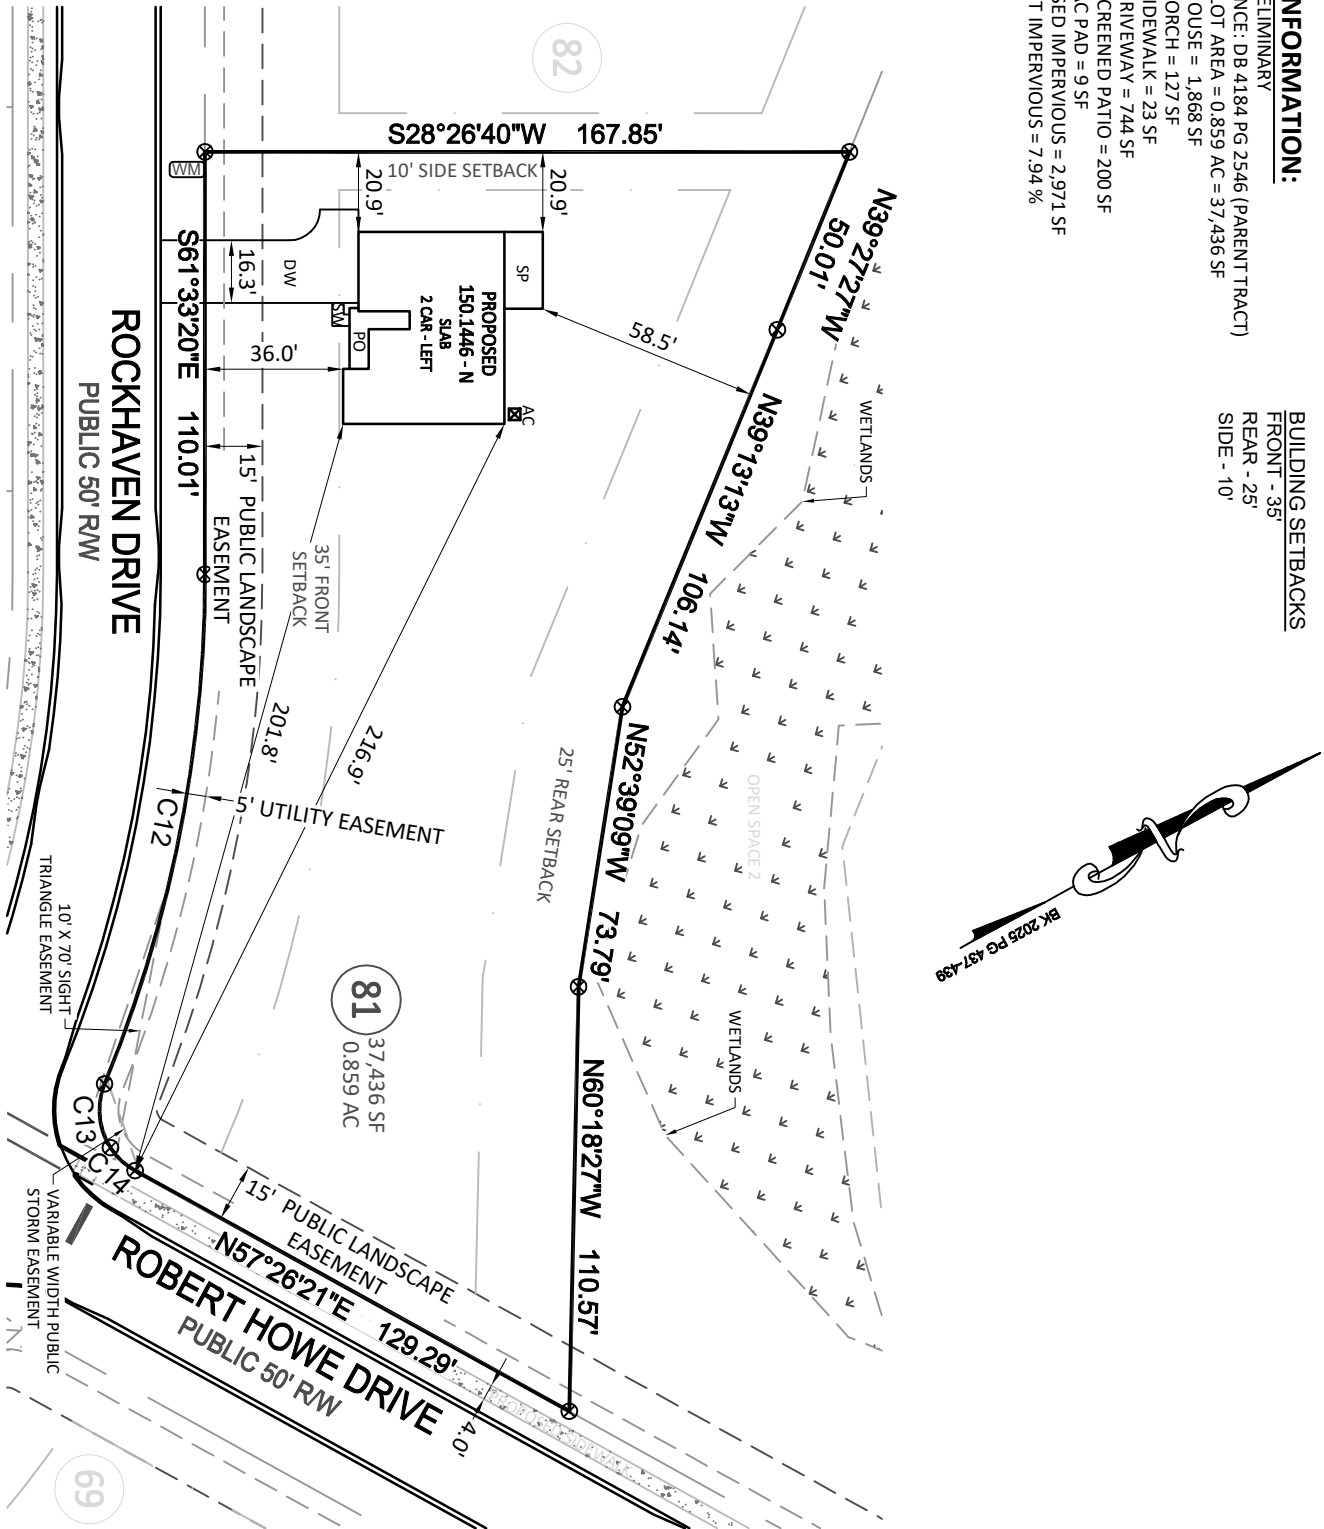 NFORMATION:
ELIMINARY
NCE: DB 4184 PG 2546 (PARENT TRACT)
LOT AREA = 0.859 AC = 37,436 SF
OUSE = 1,868 SF
ORCH = 127 SF
IDEWALK = 23 SF
RIVEWAY = 744 SF
CREENED PATIO = 200 SF
AC PAD = 9 SF
SED IMPERVIOUS = 2,971 SF
T IMPERVIOUS = 7.94 %
BUILDING SETBACKS
FRONT - 35'
REAR - 25'
SIDE - 10'
BK 2025 PG 437-439
82
S28°26'40"W 167.85'
10' SIDE SETBACK
20.9'
20.9'
WM
N39°27'27"W
50.01'
N39°13'13"W 106.14'
N52°39'09"W 73.79'
N60°18'27"W 110.57'
WETLANDS
WETLANDS
OPEN SPACE 2
58.5'
SP
PROPOSED
150.1446 - N
SLAB
2 CAR - LEFT
AC
PO
SW
DW
16.3'
36.0'
S61°33'20"E 110.01'
15' PUBLIC LANDSCAPE
EASEMENT
35' FRONT
SETBACK
25' REAR SETBACK
216.9'
201.8'
5' UTILITY EASEMENT
C12
81
37,436 SF
0.859 AC
ROCKHAVEN DRIVE
PUBLIC 50' R/W
10' X 70' SIGHT
TRIANGLE EASEMENT
C13
C14
VARIABLE WIDTH PUBLIC
STORM EASEMENT
15' PUBLIC LANDSCAPE
EASEMENT
N57°26'21"E 129.29'
4.0'
PROPOSED SIDEWALK
ROBERT HOWE DRIVE
PUBLIC 50' R/W
69